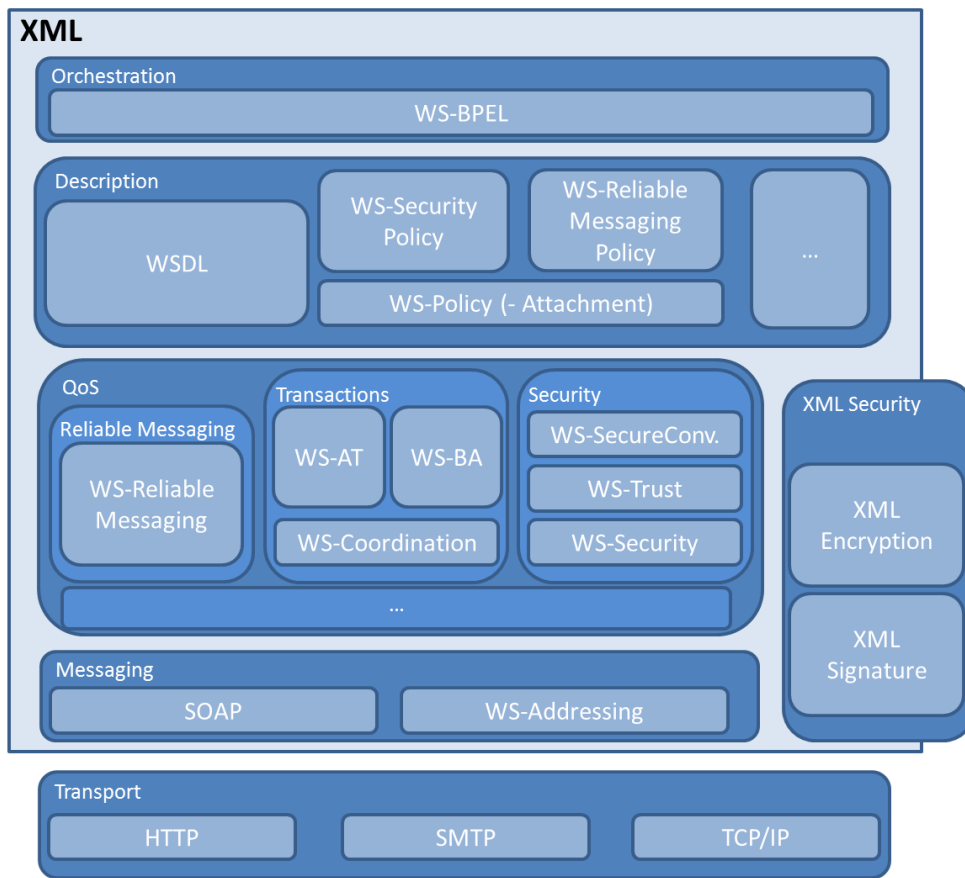 XML
Orchestration
WS-BPEL
Description
WSDL
WS-Security
Policy
WS-Reliable
Messaging
Policy
...
WS-Policy (- Attachment)
QoS
Reliable Messaging
WS-Reliable
Messaging
Transactions
WS-AT
WS-BA
WS-Coordination
Security
WS-SecureConv.
WS-Trust
WS-Security
...
XML Security
XML
Encryption
XML
Signature
Messaging
SOAP
WS-Addressing
Transport
HTTP
SMTP
TCP/IP